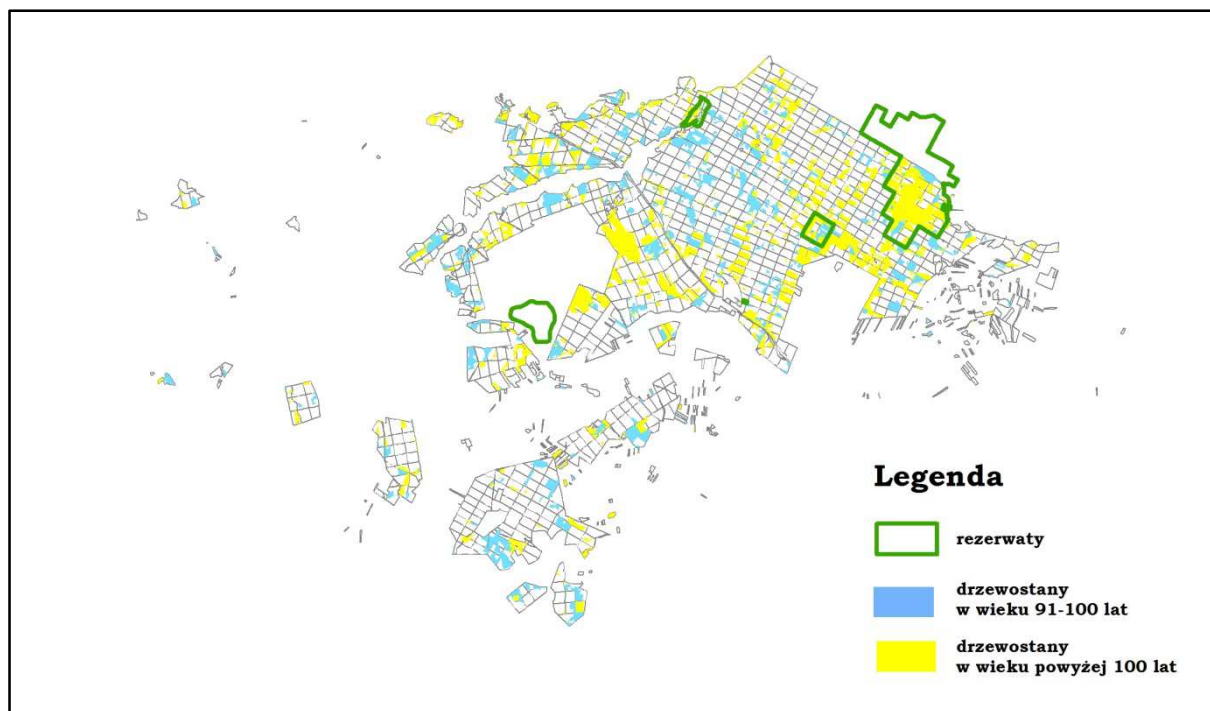 Legenda
rezerwaty
drzewostany
w wieku 91-100 lat
drzewostany
w wieku powyżej 100 lat